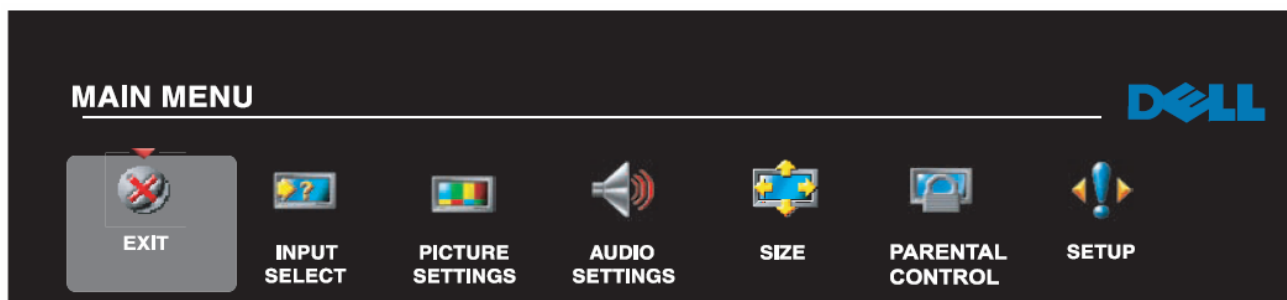 MAIN MENU
DELL
EXIT
INPUT
SELECT
PICTURE
SETTINGS
AUDIO
SETTINGS
SIZE
PARENTAL
CONTROL
SETUP
?